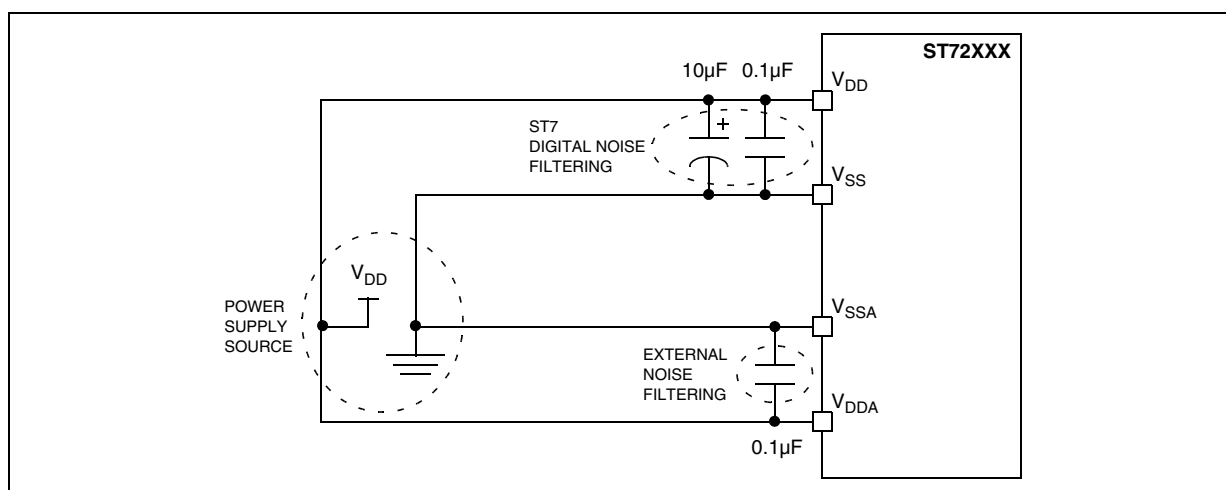 ST72XXX
10µF 0.1µF
VDD
ST7
DIGITAL NOISE
FILTERING
+
VSS
VDD
POWER
SUPPLY
SOURCE
VSSA
EXTERNAL
NOISE
FILTERING
VDDA
0.1µF